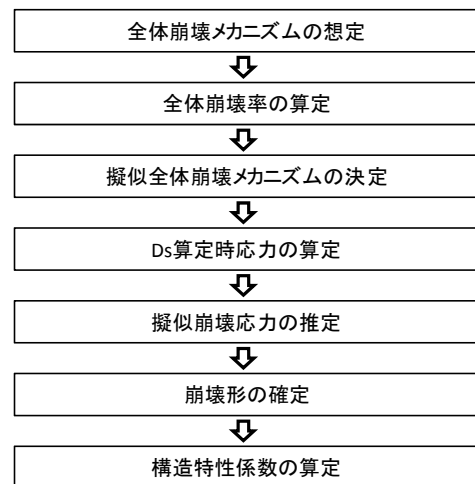 全体崩壊メカニズムの想定
全体崩壊率の算定
擬似全体崩壊メカニズムの決定
Ds算定時応力の算定
擬似崩壊応力の推定
崩壊形の確定
構造特性係数の算定